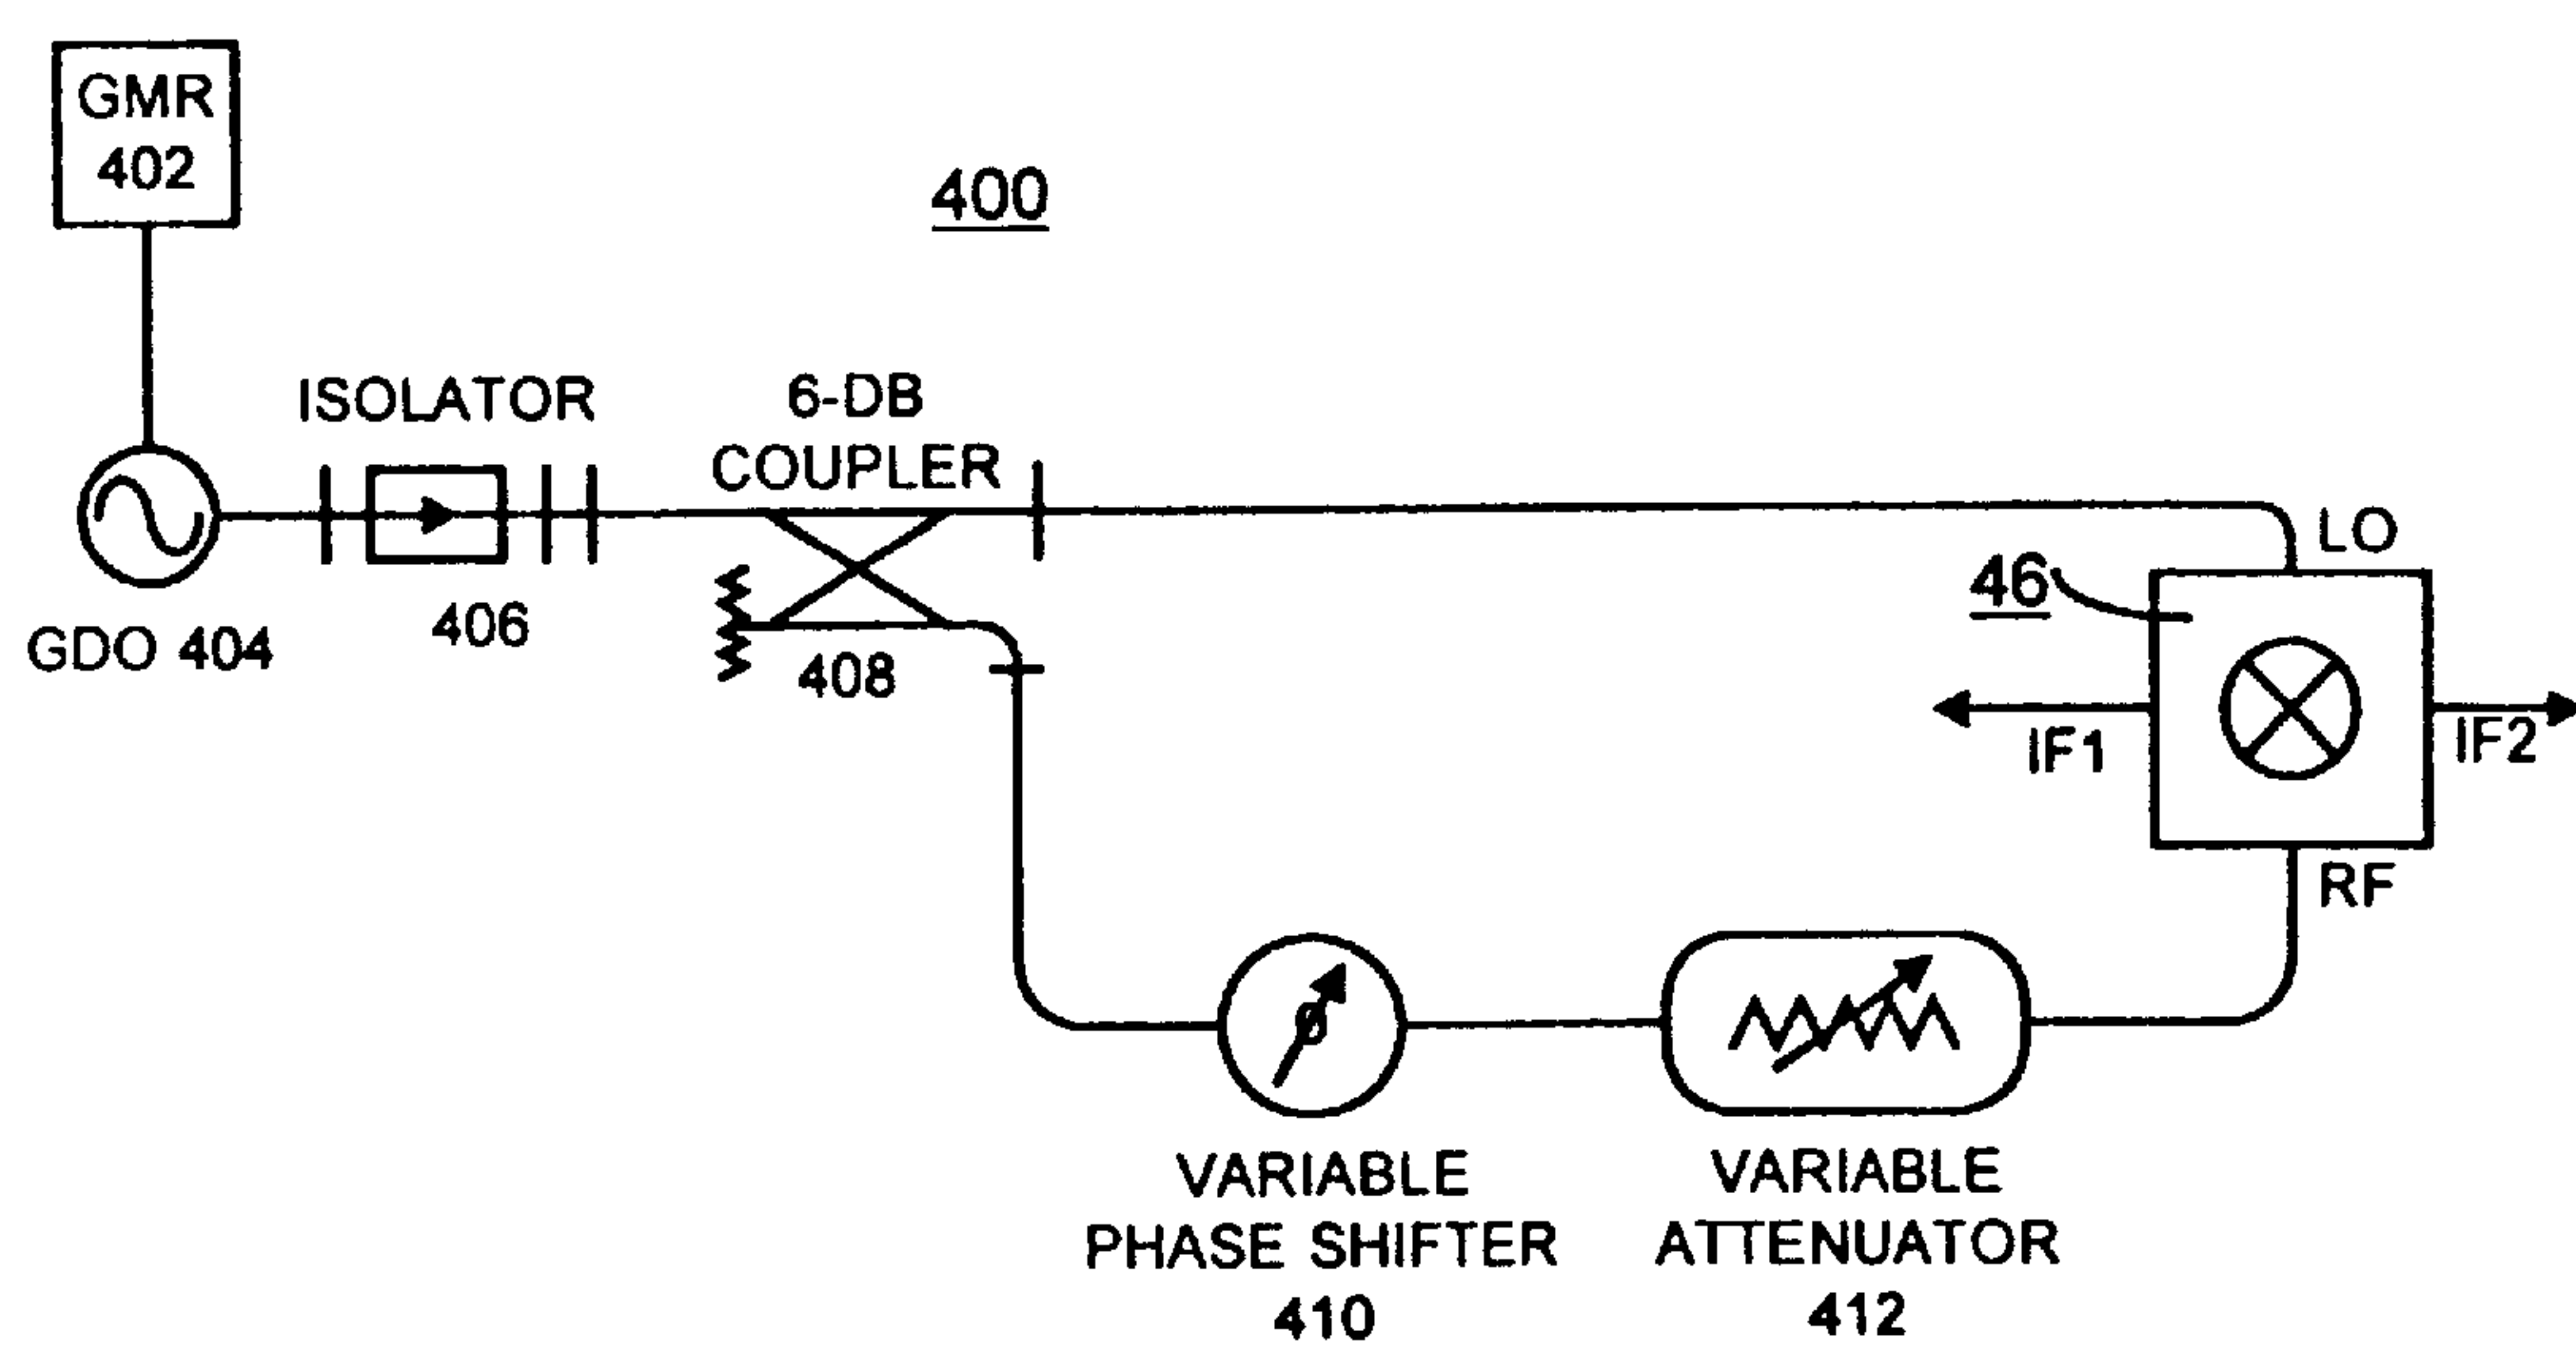 GMR
402
400
ISOLATOR
6-DB
COUPLER
LO
46
406
GDO 404
408
IF1
IF2
RF
ø
VARIABLE
PHASE SHIFTER
410
VARIABLE
ATTENUATOR
412